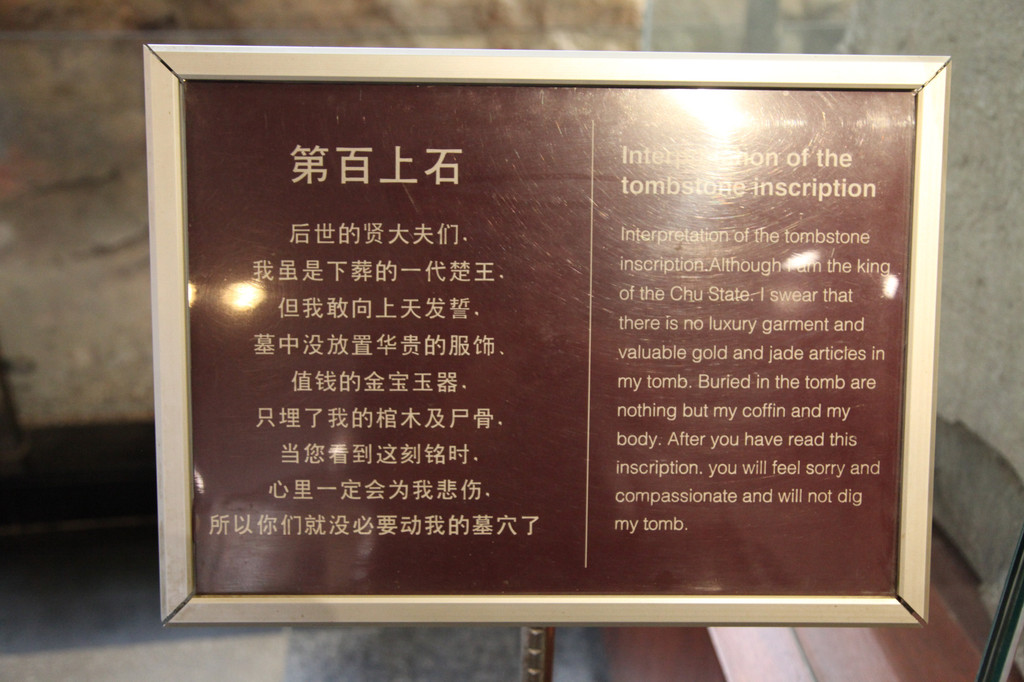 第百上石
后世的贤大夫们.
我虽是下葬的一代楚王.
但我敢向上天发誓.
墓中没放置华贵的服饰、
值钱的金宝玉器.
只埋了我的棺木及尸骨.
当您看到这刻铭时.
心里一定会为我悲伤.
所以你们就没必要动我的墓穴了
Interpretation of the
tombstone inscription
Interpretation of the tombstone
inscription.Although I am the king
of the Chu State. I swear that
there is no luxury garment and
valuable gold and jade articles in
my tomb. Buried in the tomb are
nothing but my coffin and my
body. After you have read this
inscription. you will feel sorry and
compassionate and will not dig
my tomb.